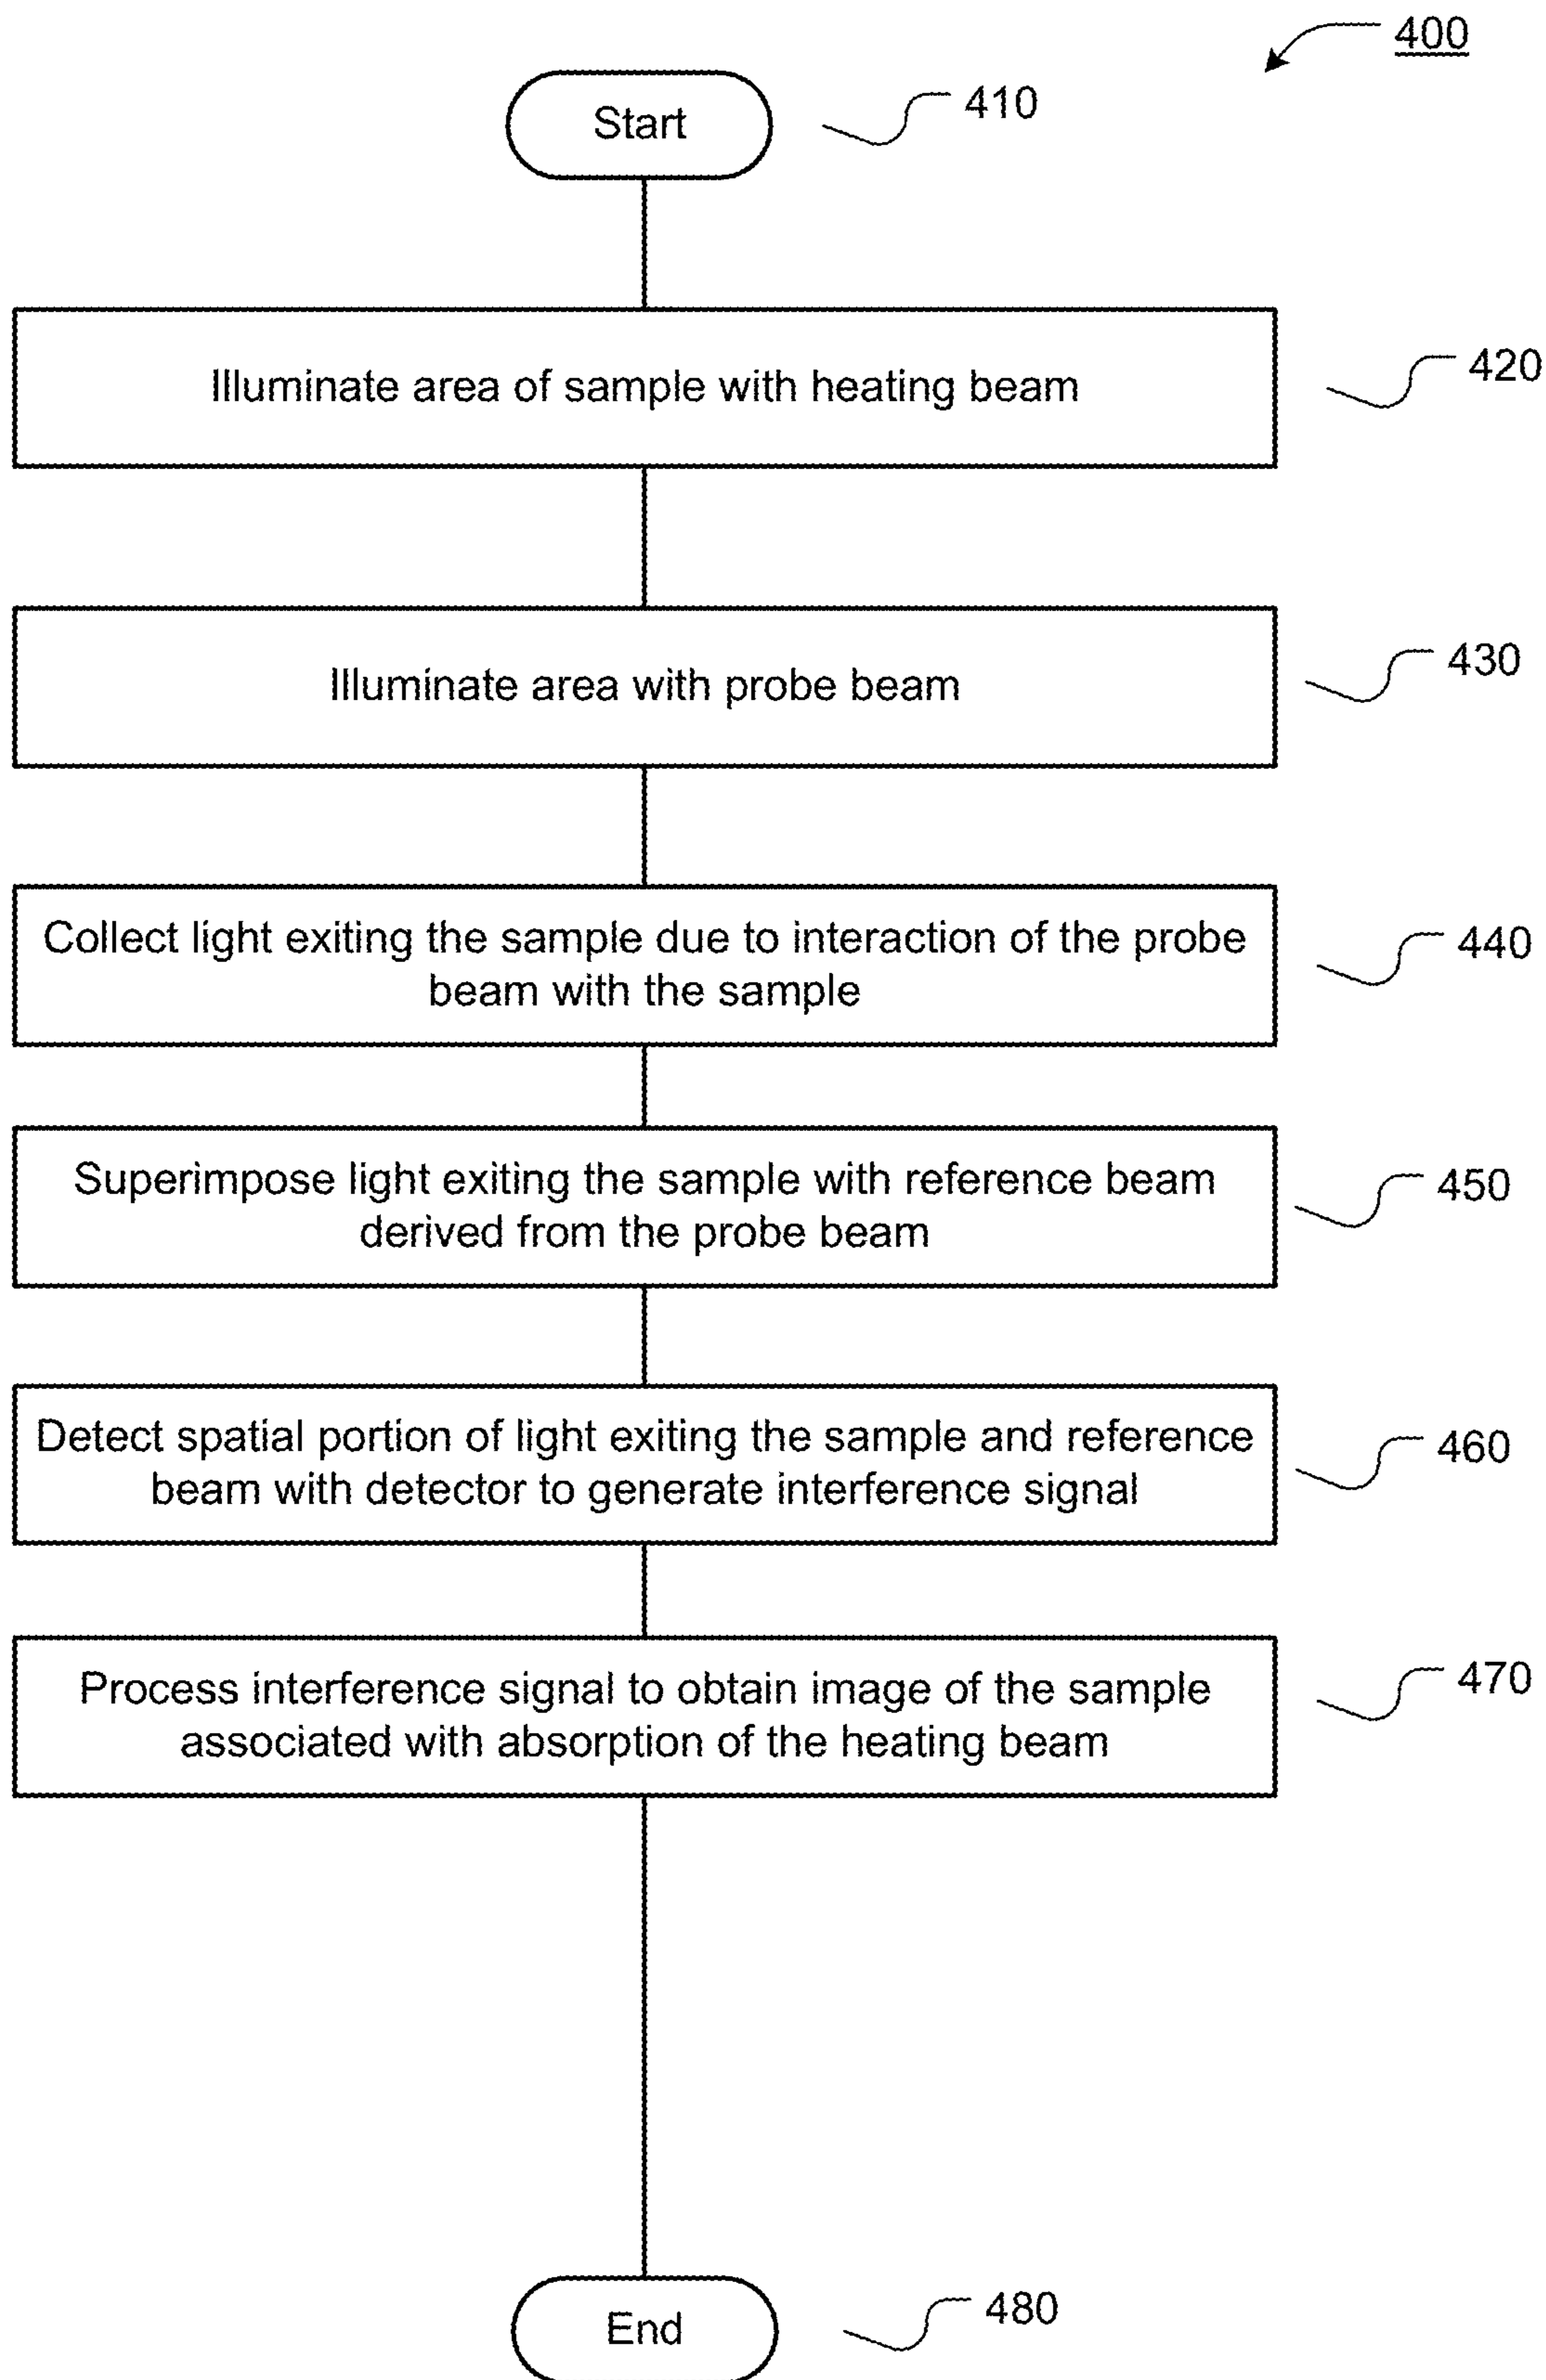 400
Start
410
Illuminate area of sample with heating beam
420
Illuminate area with probe beam
430
Collect light exiting the sample due to interaction of the probe
beam with the sample
440
Superimpose light exiting the sample with reference beam
derived from the probe beam
450
Detect spatial portion of light exiting the sample and reference
beam with detector to generate interference signal
460
Process interference signal to obtain image of the sample
associated with absorption of the heating beam
470
End
480